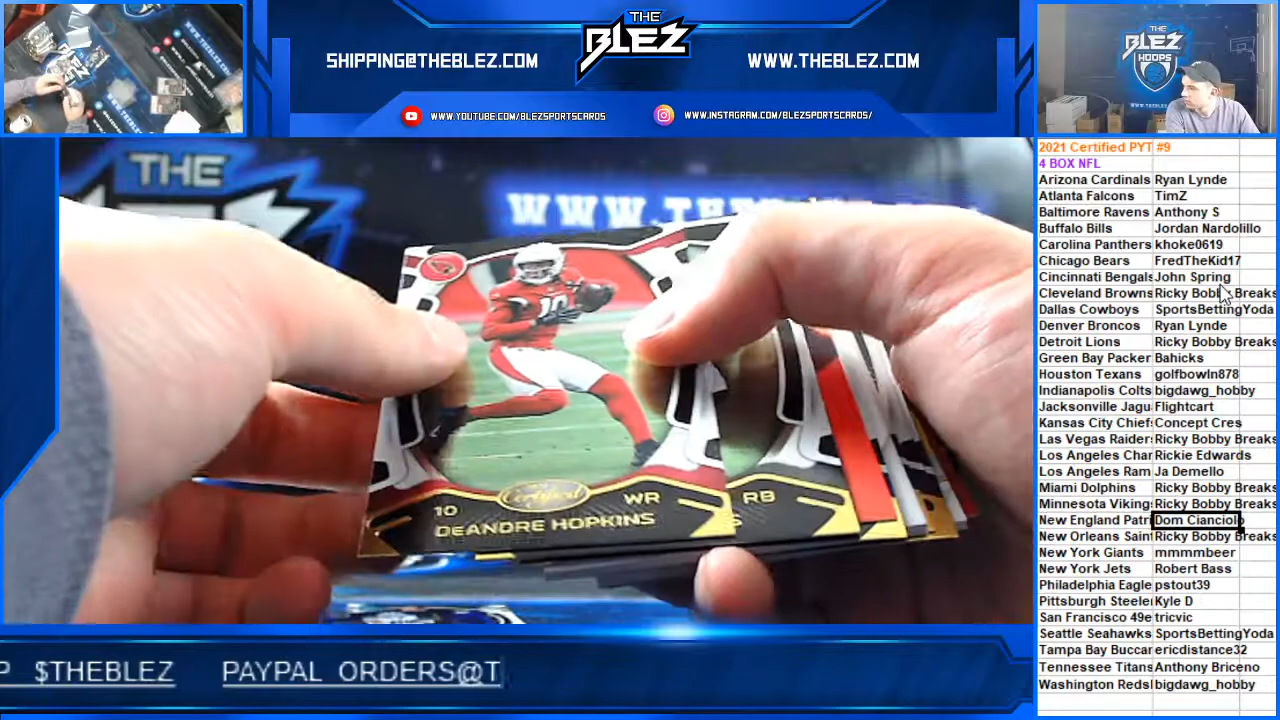 THE
BLEZ
SHIPPING@THEBLEZ.COM
WWW.THEBLEZ.COM
WWW.YOUTUBE.COM/BLEZSPORTSCARDS
WWW.INSTAGRAM.COM/BLEZSPORTSCARDS/
THE
BLEZ
HOOPS
THE
WWW.THE
10 Certified WR
DEANDRE HOPKINS
RB
S
2021 Certified PYT #9
4 BOX NFL
Arizona Cardinals Ryan Lynde
Atlanta Falcons TimZ
Baltimore Ravens Anthony S
Buffalo Bills Jordan Nardolillo
Carolina Panthers khoke0619
Chicago Bears FredTheKid17
Cincinnati Bengals John Spring
Cleveland Browns Ricky Bobby Breaks
Dallas Cowboys SportsBettingYoda
Denver Broncos Ryan Lynde
Detroit Lions Ricky Bobby Breaks
Green Bay Packer Bahicks
Houston Texans golfbowln878
Indianapolis Colts bigdawg_hobby
Jacksonville Jagu Flightcart
Kansas City Chief Concept Cres
Las Vegas Raider Ricky Bobby Breaks
Los Angeles Char Rickie Edwards
Los Angeles Ram Ja Demello
Miami Dolphins Ricky Bobby Breaks
Minnesota Viking Ricky Bobby Breaks
New England Patri Dom Cianciolo
New Orleans Saint Ricky Bobby Breaks
New York Giants mmmmbeer
New York Jets Robert Bass
Philadelphia Eagle pstout39
Pittsburgh Steele Kyle D
San Francisco 49e tricvic
Seattle Seahawks SportsBettingYoda
Tampa Bay Buccar ericdistance32
Tennessee Titans Anthony Briceno
Washington Reds bigdawg_hobby
P $THEBLEZ PAYPAL ORDERS@T